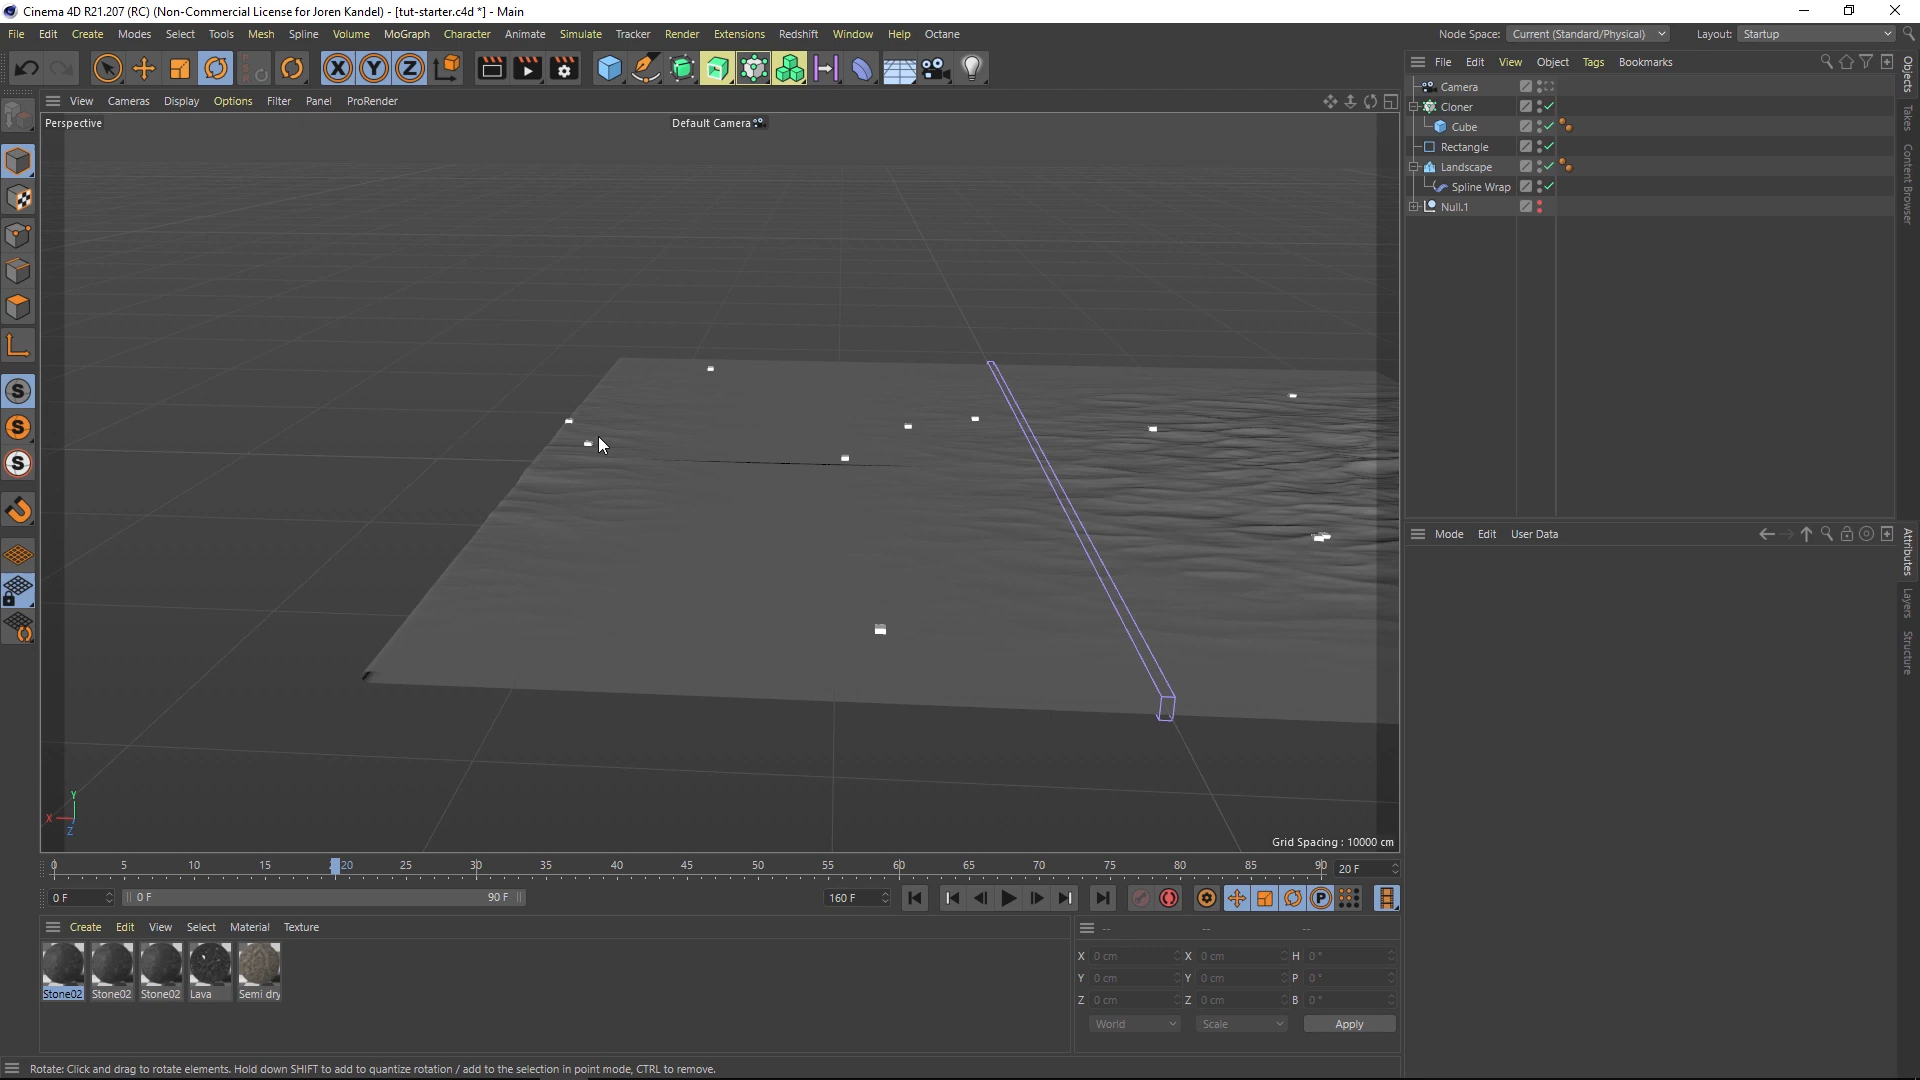 Cinema 4D R21.207 (RC) (Non-Commercial License for Joren Kandel) - [tut-starter.c4d *] - Main
File Edit Create Modes Select Tools Mesh Spline Volume MoGraph Character Animate Simulate Tracker Render Extensions Redshift Window Help Octane
Node Space: Current (Standard/Physical) Layout: Startup
View Cameras Display Options Filter Panel ProRender
Perspective
Default Camera
File Edit View Object Tags Bookmarks
Camera
Cloner
Cube
Rectangle
Landscape
Spline Wrap
Null.1
Objects
Takes
Content Browser
Mode Edit User Data
Attributes
Layers
Structure
Y
X
Z
Grid Spacing : 10000 cm
0 5 10 15 20 25 30 35 40 45 50 55 60 65 70 75 80 85 90 20 F
0 F 0 F 90 F 160 F
Create Edit View Select Material Texture
Stone02 Stone02 Stone02 Lava Semi dry
-- -- --
X 0 cm X 0 cm H 0 °
Y 0 cm Y 0 cm P 0 °
Z 0 cm Z 0 cm B 0 °
World Scale Apply
Rotate: Click and drag to rotate elements. Hold down SHIFT to add to quantize rotation / add to the selection in point mode, CTRL to remove.